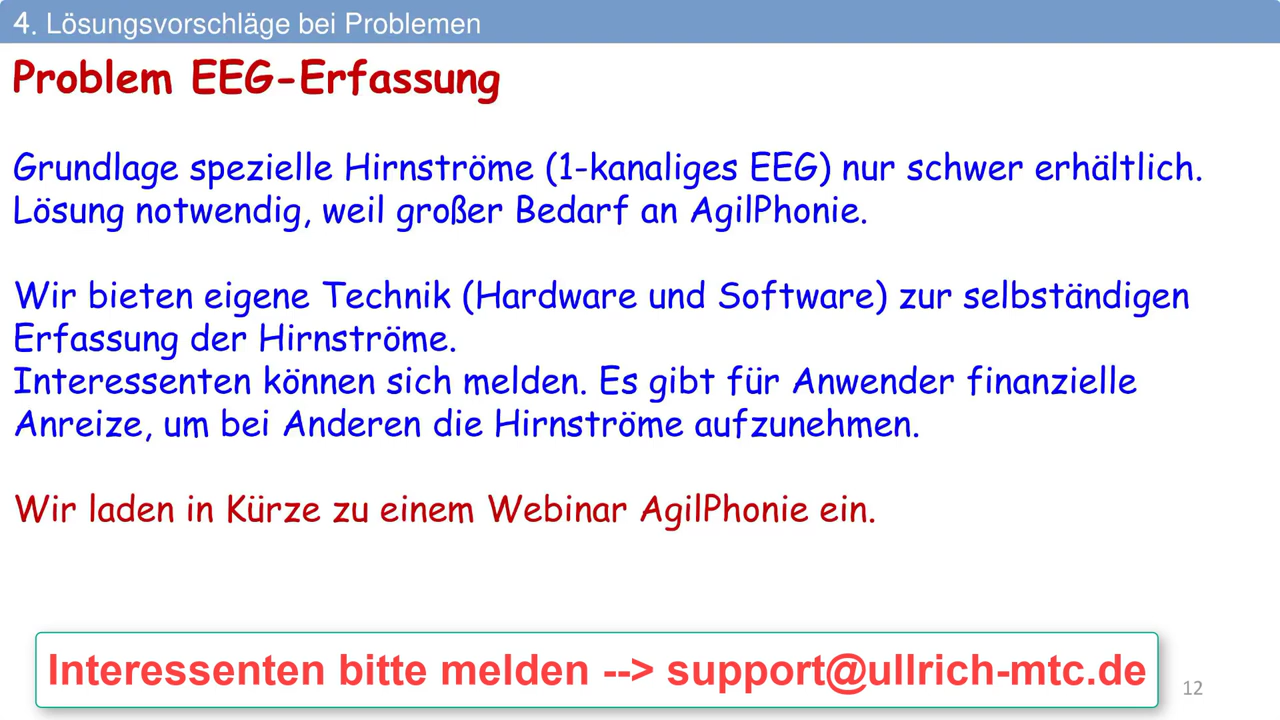 4. Lösungsvorschläge bei Problemen
Problem EEG-Erfassung
Grundlage spezielle Hirnströme (1-kanaliges EEG) nur schwer erhältlich.
Lösung notwendig, weil großer Bedarf an AgilPhonie.
Wir bieten eigene Technik (Hardware und Software) zur selbständigen
Erfassung der Hirnströme.
Interessenten können sich melden. Es gibt für Anwender finanzielle
Anreize, um bei Anderen die Hirnströme aufzunehmen.
Wir laden in Kürze zu einem Webinar AgilPhonie ein.
Interessenten bitte melden --> support@ullrich-mtc.de
12